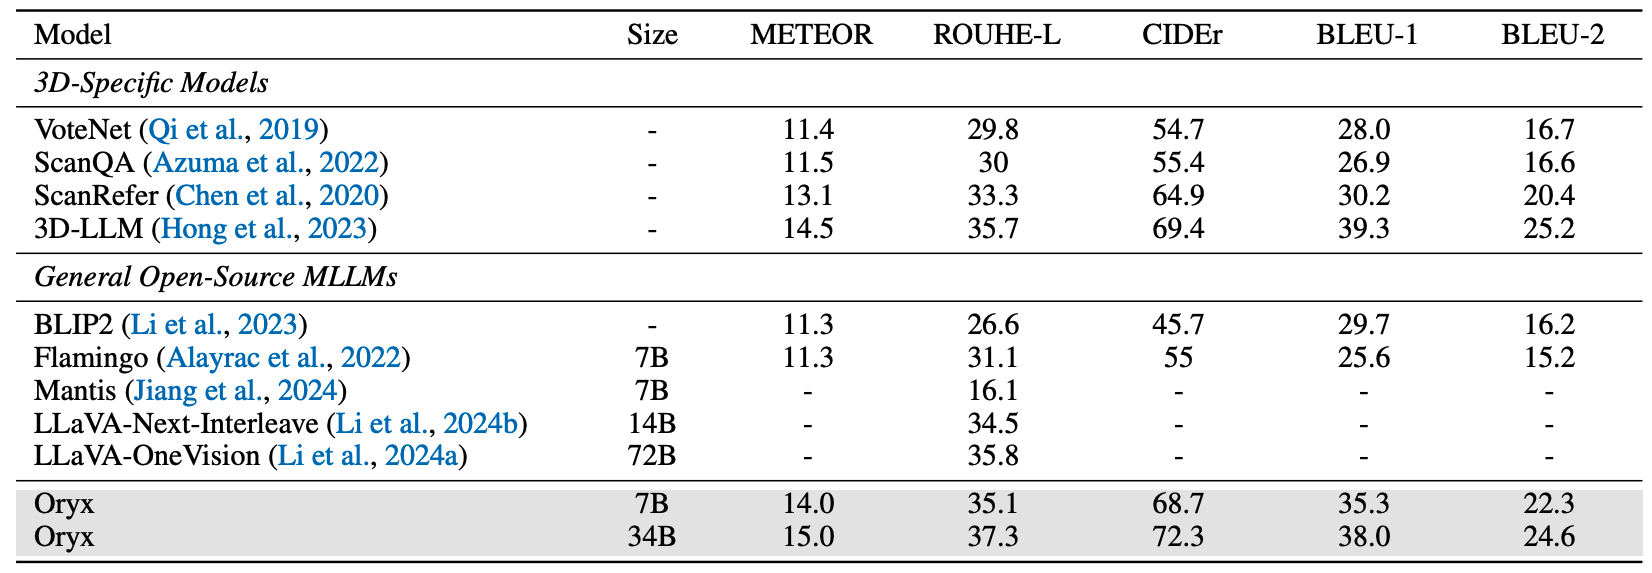 Model Size METEOR ROUHE-L CIDEr BLEU-1 BLEU-2
3D-Specific Models
VoteNet (Qi et al., 2019) - 11.4 29.8 54.7 28.0 16.7
ScanQA (Azuma et al., 2022) - 11.5 30 55.4 26.9 16.6
ScanRefer (Chen et al., 2020) - 13.1 33.3 64.9 30.2 20.4
3D-LLM (Hong et al., 2023) - 14.5 35.7 69.4 39.3 25.2
General Open-Source MLLMs
BLIP2 (Li et al., 2023) - 11.3 26.6 45.7 29.7 16.2
Flamingo (Alayrac et al., 2022) 7B 11.3 31.1 55 25.6 15.2
Mantis (Jiang et al., 2024) 7B - 16.1 - - -
LLaVA-Next-Interleave (Li et al., 2024b) 14B - 34.5 - - -
LLaVA-OneVision (Li et al., 2024a) 72B - 35.8 - - -
Oryx 7B 14.0 35.1 68.7 35.3 22.3
Oryx 34B 15.0 37.3 72.3 38.0 24.6